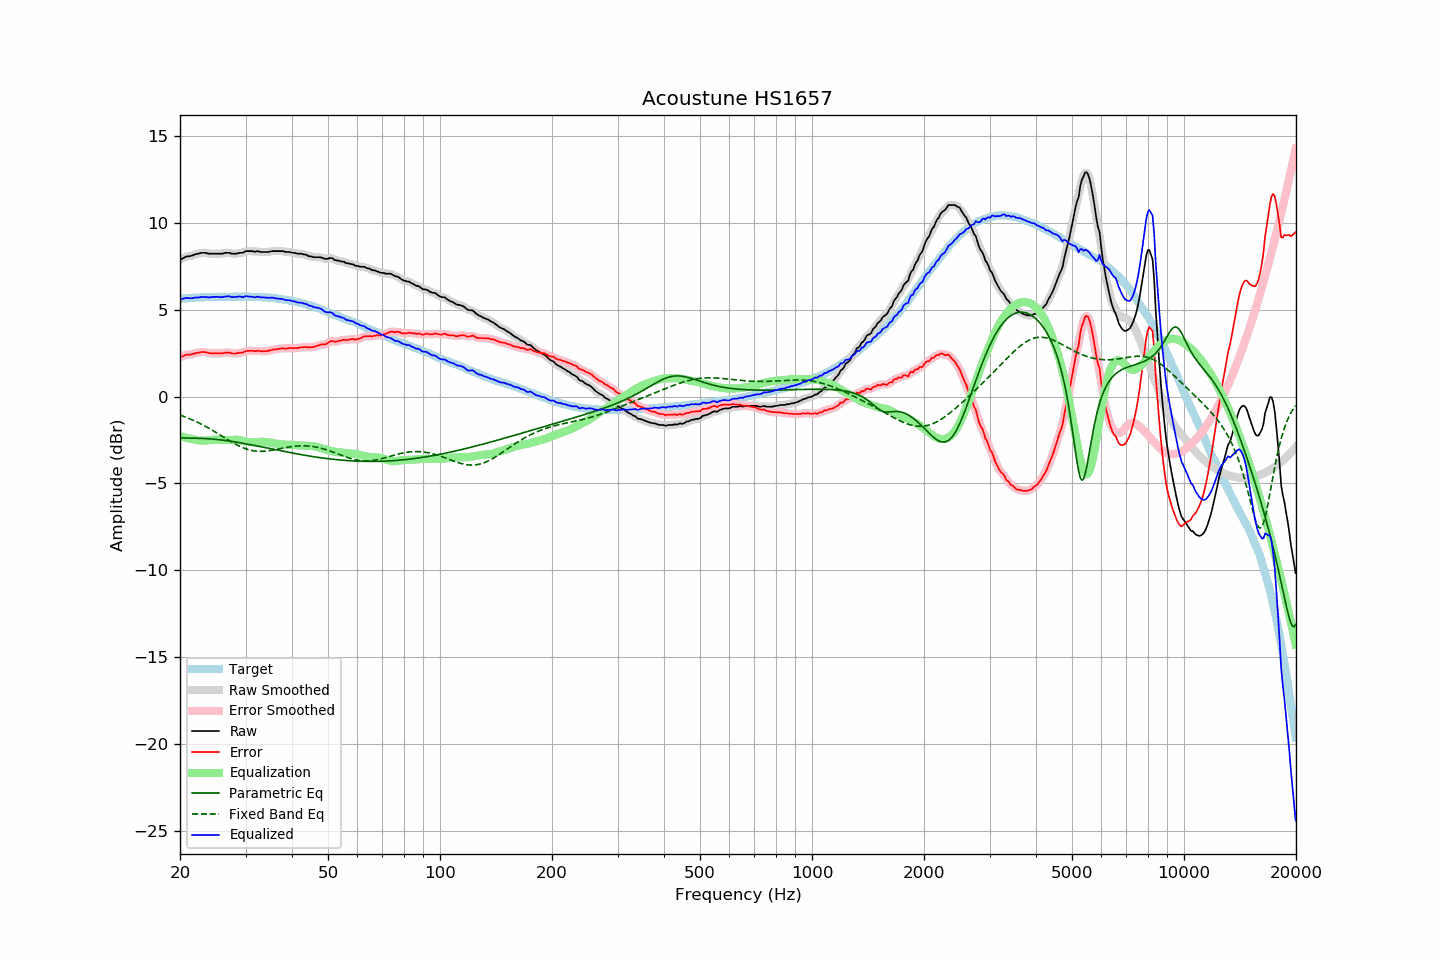 Acoustune HS1657
Amplitude (dBr)
15
10
5
0
−5
−10
−15
−20
−25
Target
Raw Smoothed
Error Smoothed
Raw
Error
Equalization
Parametric Eq
Fixed Band Eq
Equalized
20 50 100 200 500 1000 2000 5000 10000 20000
Frequency (Hz)